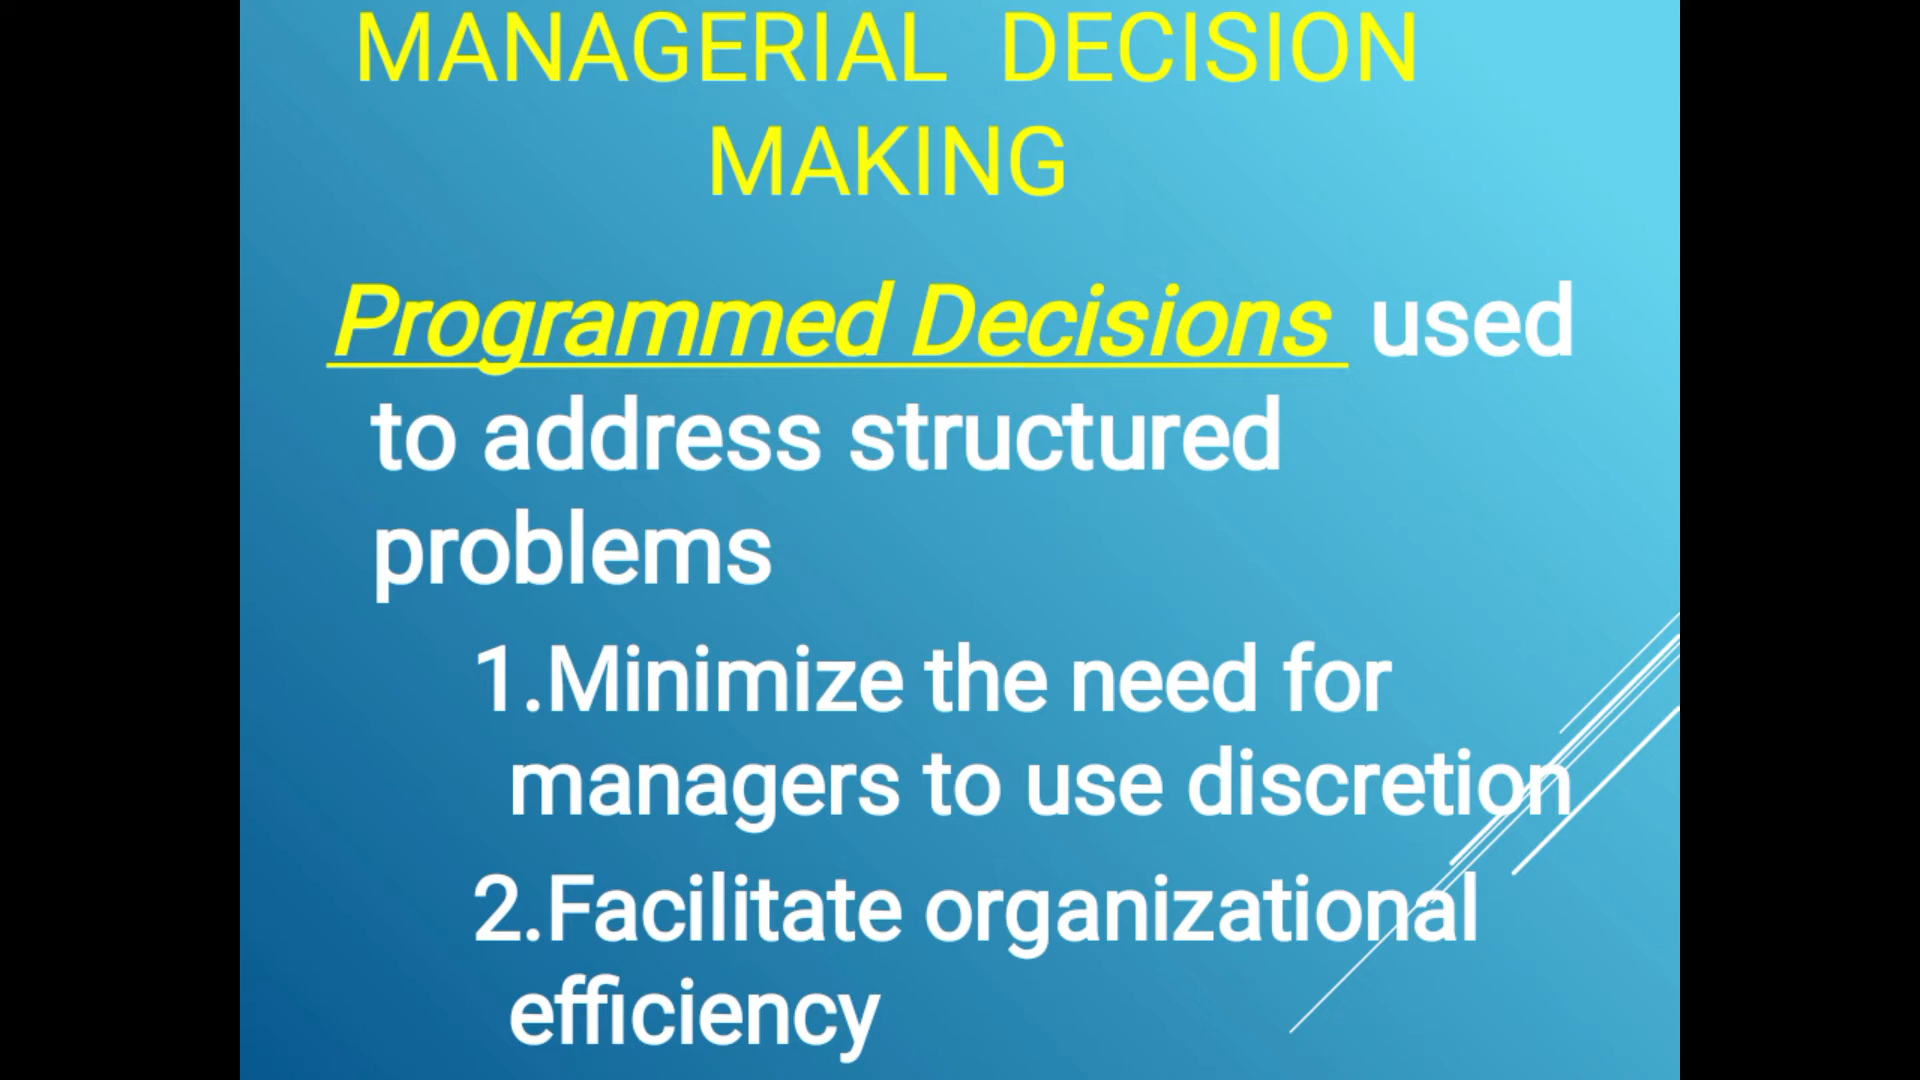 MANAGERIAL DECISION
MAKING
Programmed Decisions used
to address structured
problems
1.Minimize the need for
managers to use discretion
2.Facilitate organizational
efficiency